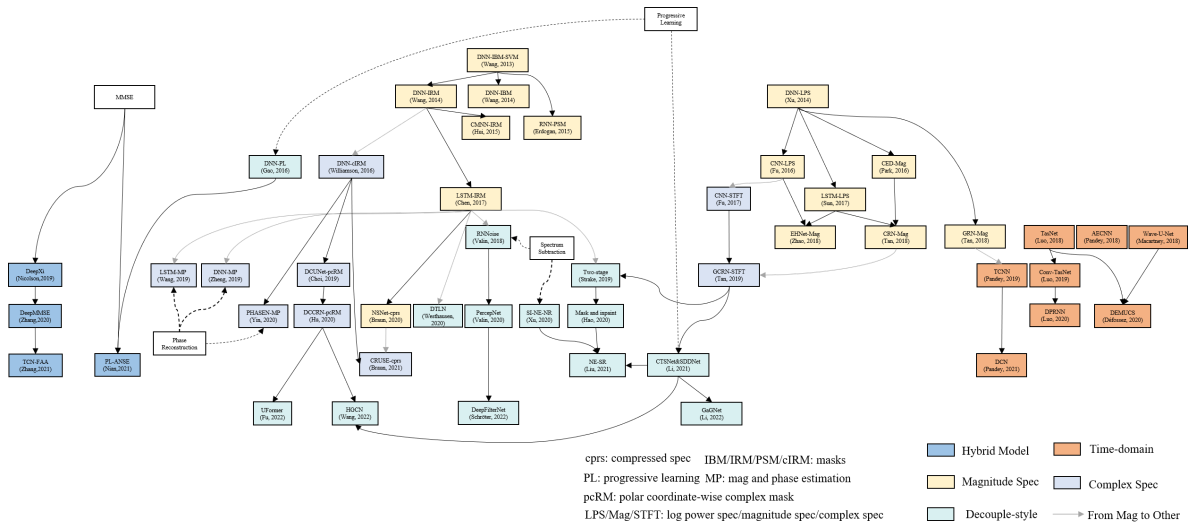 Progressive
Learning
DNN-IBM-SVM
(Wang, 2013)
MMSE
DNN-IRM
(Wang, 2014)
DNN-IBM
(Wang, 2014)
DNN-LPS
(Xu, 2014)
CMNN-IRM
(Hui, 2015)
RNN-PSM
(Erdogan, 2015)
DNN-PL
(Gao, 2016)
DNN-cIRM
(Williamson, 2016)
CNN-LPS
(Fu, 2016)
CED-Mag
(Park, 2016)
LSTM-IRM
(Chen, 2017)
CNN-STFT
(Fu, 2017)
LSTM-LPS
(Sun, 2017)
RNNoise
(Valin, 2018)
Spectrum
Subtraction
EHNet-Mag
(Zhao, 2018)
CRN-Mag
(Tan, 2018)
GRN-Mag
(Tan, 2018)
TasNet
(Luo, 2018)
AECNN
(Pandey, 2018)
Wave-U-Net
(Macartney, 2018)
DeepXi
(Nicolson,2019)
LSTM-MP
(Wang, 2019)
DNN-MP
(Zheng, 2019)
DCUNet-pcRM
(Choi, 2019)
Two-stage
(Strake, 2019)
GCRN-STFT
(Tan, 2019)
TCNN
(Pandey, 2019)
Conv-TasNet
(Luo, 2019)
DeepMMSE
(Zhang,2020)
PHASEN-MP
(Yin, 2020)
DCCRN-pcRM
(Hu, 2020)
NSNet-cprs
(Braun, 2020)
DTLN
(Westhausen,
2020)
PercepNet
(Valin, 2020)
SI-NE-NR
(Xu, 2020)
Mask and inpaint
(Hao, 2020)
DPRNN
(Luo, 2020)
DEMUCS
(Défossez, 2020)
Phase
Reconstruction
TCN-FAA
(Zhang,2021)
PL-ANSE
(Nian,2021)
CRUSE-cprs
(Braun, 2021)
NE-SR
(Liu, 2021)
CTSNet&SDDNet
(Li, 2021)
DCN
(Pandey, 2021)
UFormer
(Fu, 2022)
HGCN
(Wang, 2022)
DeepFilterNet
(Schröter, 2022)
GaGNet
(Li, 2022)
cprs: compressed spec IBM/IRM/PSM/cIRM: masks
PL: progressive learning MP: mag and phase estimation
pcRM: polar coordinate-wise complex mask
LPS/Mag/STFT: log power spec/magnitude spec/complex spec
Hybrid Model
Time-domain
Magnitude Spec
Complex Spec
Decouple-style
From Mag to Other